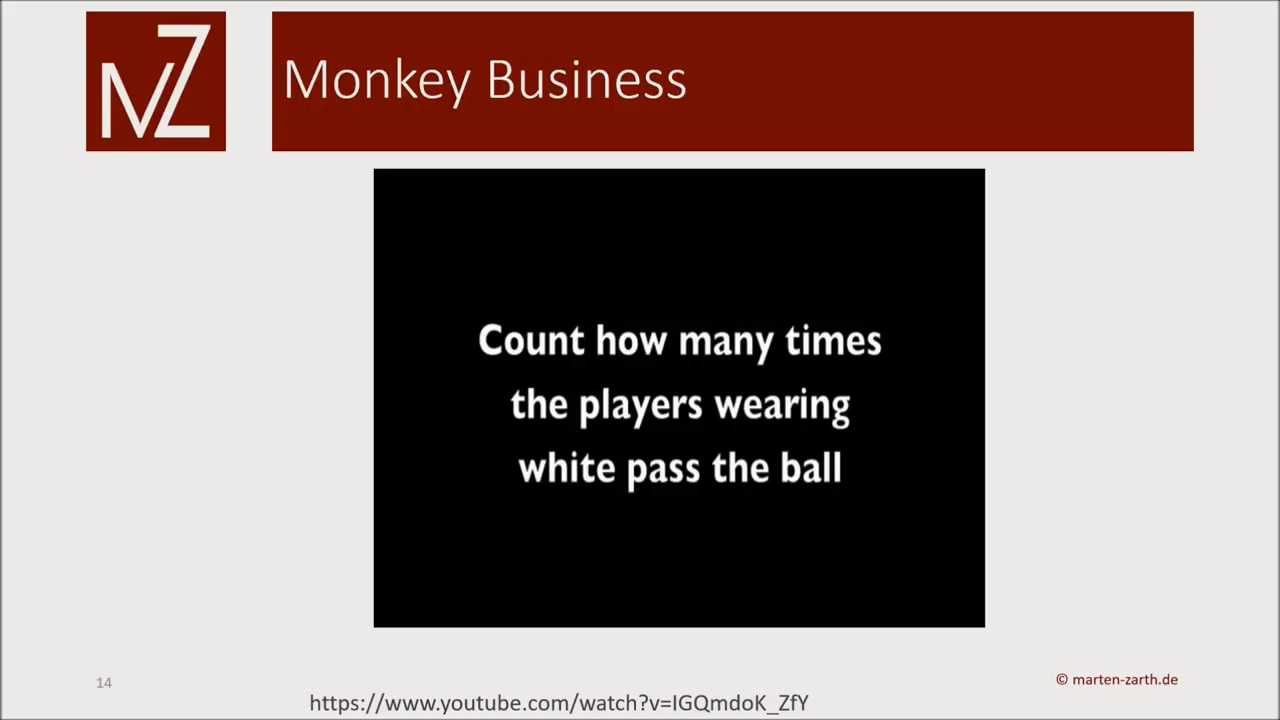 MZ
Monkey Business
Count how many times
the players wearing
white pass the ball
14
© marten-zarth.de
https://www.youtube.com/watch?v=IGQmdoK_ZfY